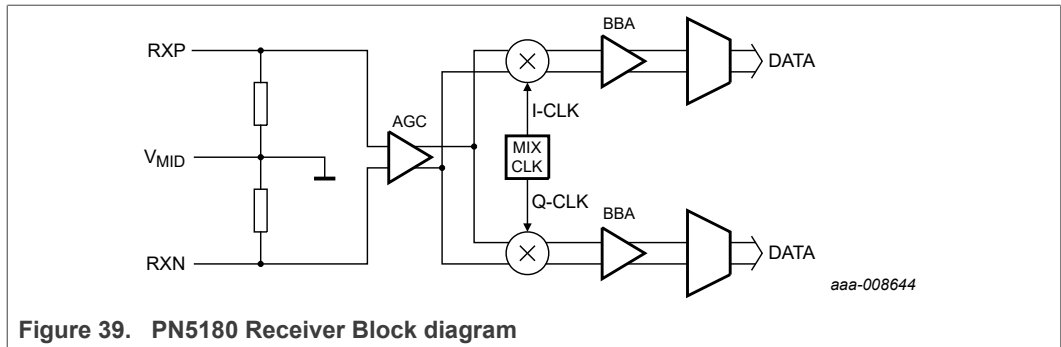 RXP
VMID
RXN
AGC
I-CLK
MIX
CLK
Q-CLK
BBA
DATA
BBA
DATA
aaa-008644
Figure 39. PN5180 Receiver Block diagram